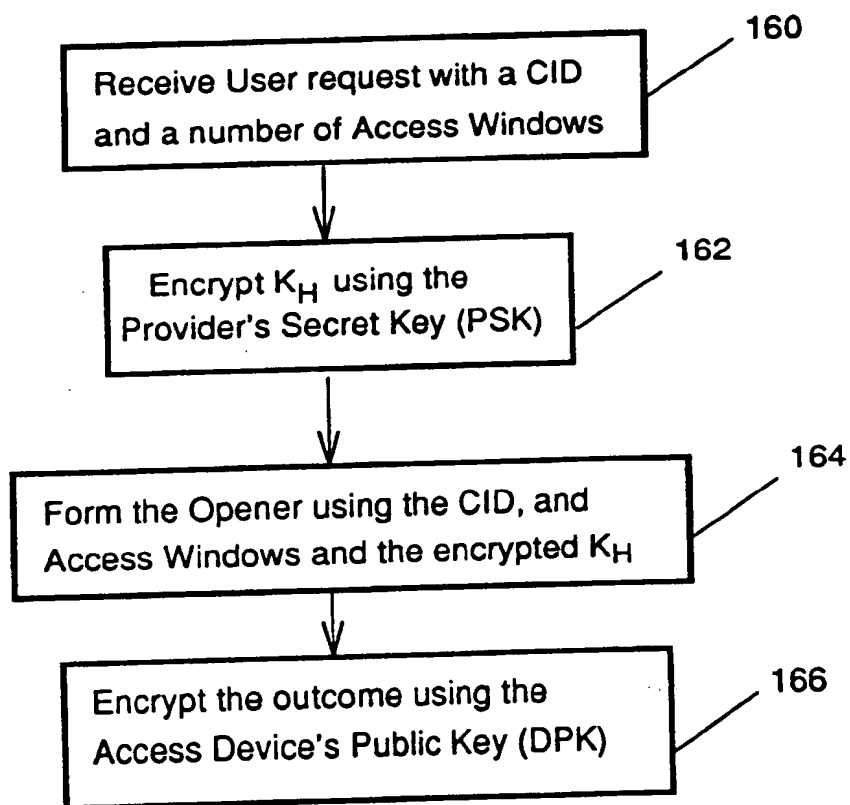 160
Receive User request with a CID
and a number of Access Windows
162
Encrypt K_H using the
Provider's Secret Key (PSK)
164
Form the Opener using the CID, and
Access Windows and the encrypted K_H
166
Encrypt the outcome using the
Access Device's Public Key (DPK)